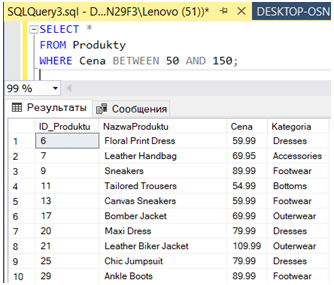 SQLQuery3.sql - D...N29F3\Lenovo (51))* DESKTOP-OSN
SELECT *
FROM Produkty
WHERE Cena BETWEEN 50 AND 150;
99 %
Результаты Сообщения
ID_Produktu NazwaProduktu Cena Kategoria
1 6 Floral Print Dress 59.99 Dresses
2 7 Leather Handbag 69.95 Accessories
3 9 Sneakers 89.99 Footwear
4 11 Tailored Trousers 54.99 Bottoms
5 13 Canvas Sneakers 59.99 Footwear
6 17 Bomber Jacket 69.99 Outerwear
7 20 Maxi Dress 79.99 Dresses
8 21 Leather Biker Jacket 109.99 Outerwear
9 25 Chic Jumpsuit 79.99 Dresses
10 29 Ankle Boots 89.99 Footwear